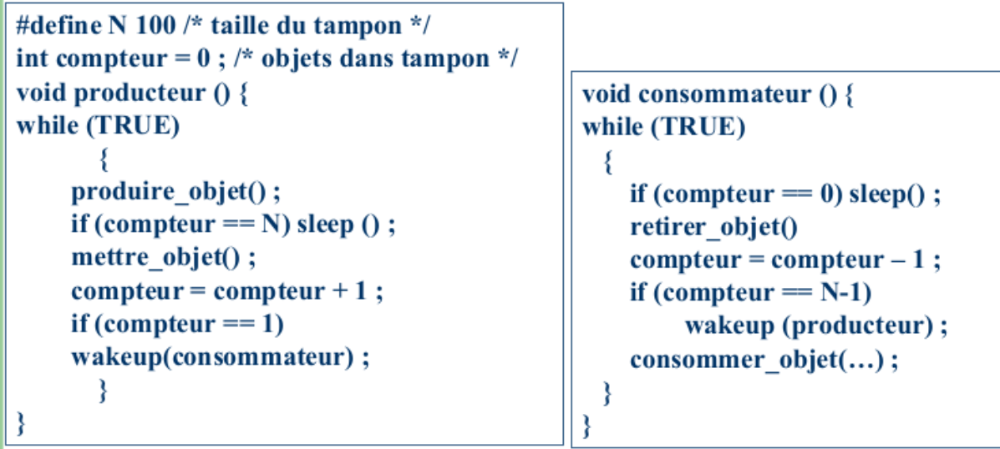 #define N 100 /* taille du tampon */
int compteur = 0 ; /* objets dans tampon */
void producteur () {
while (TRUE)
{
produire_objet() ;
if (compteur == N) sleep () ;
mettre_objet() ;
compteur = compteur + 1 ;
if (compteur == 1)
wakeup(consommateur) ;
}
}
void consommateur () {
while (TRUE)
{
if (compteur == 0) sleep() ;
retirer_objet()
compteur = compteur – 1 ;
if (compteur == N-1)
wakeup (producteur) ;
consommer_objet(…) ;
}
}